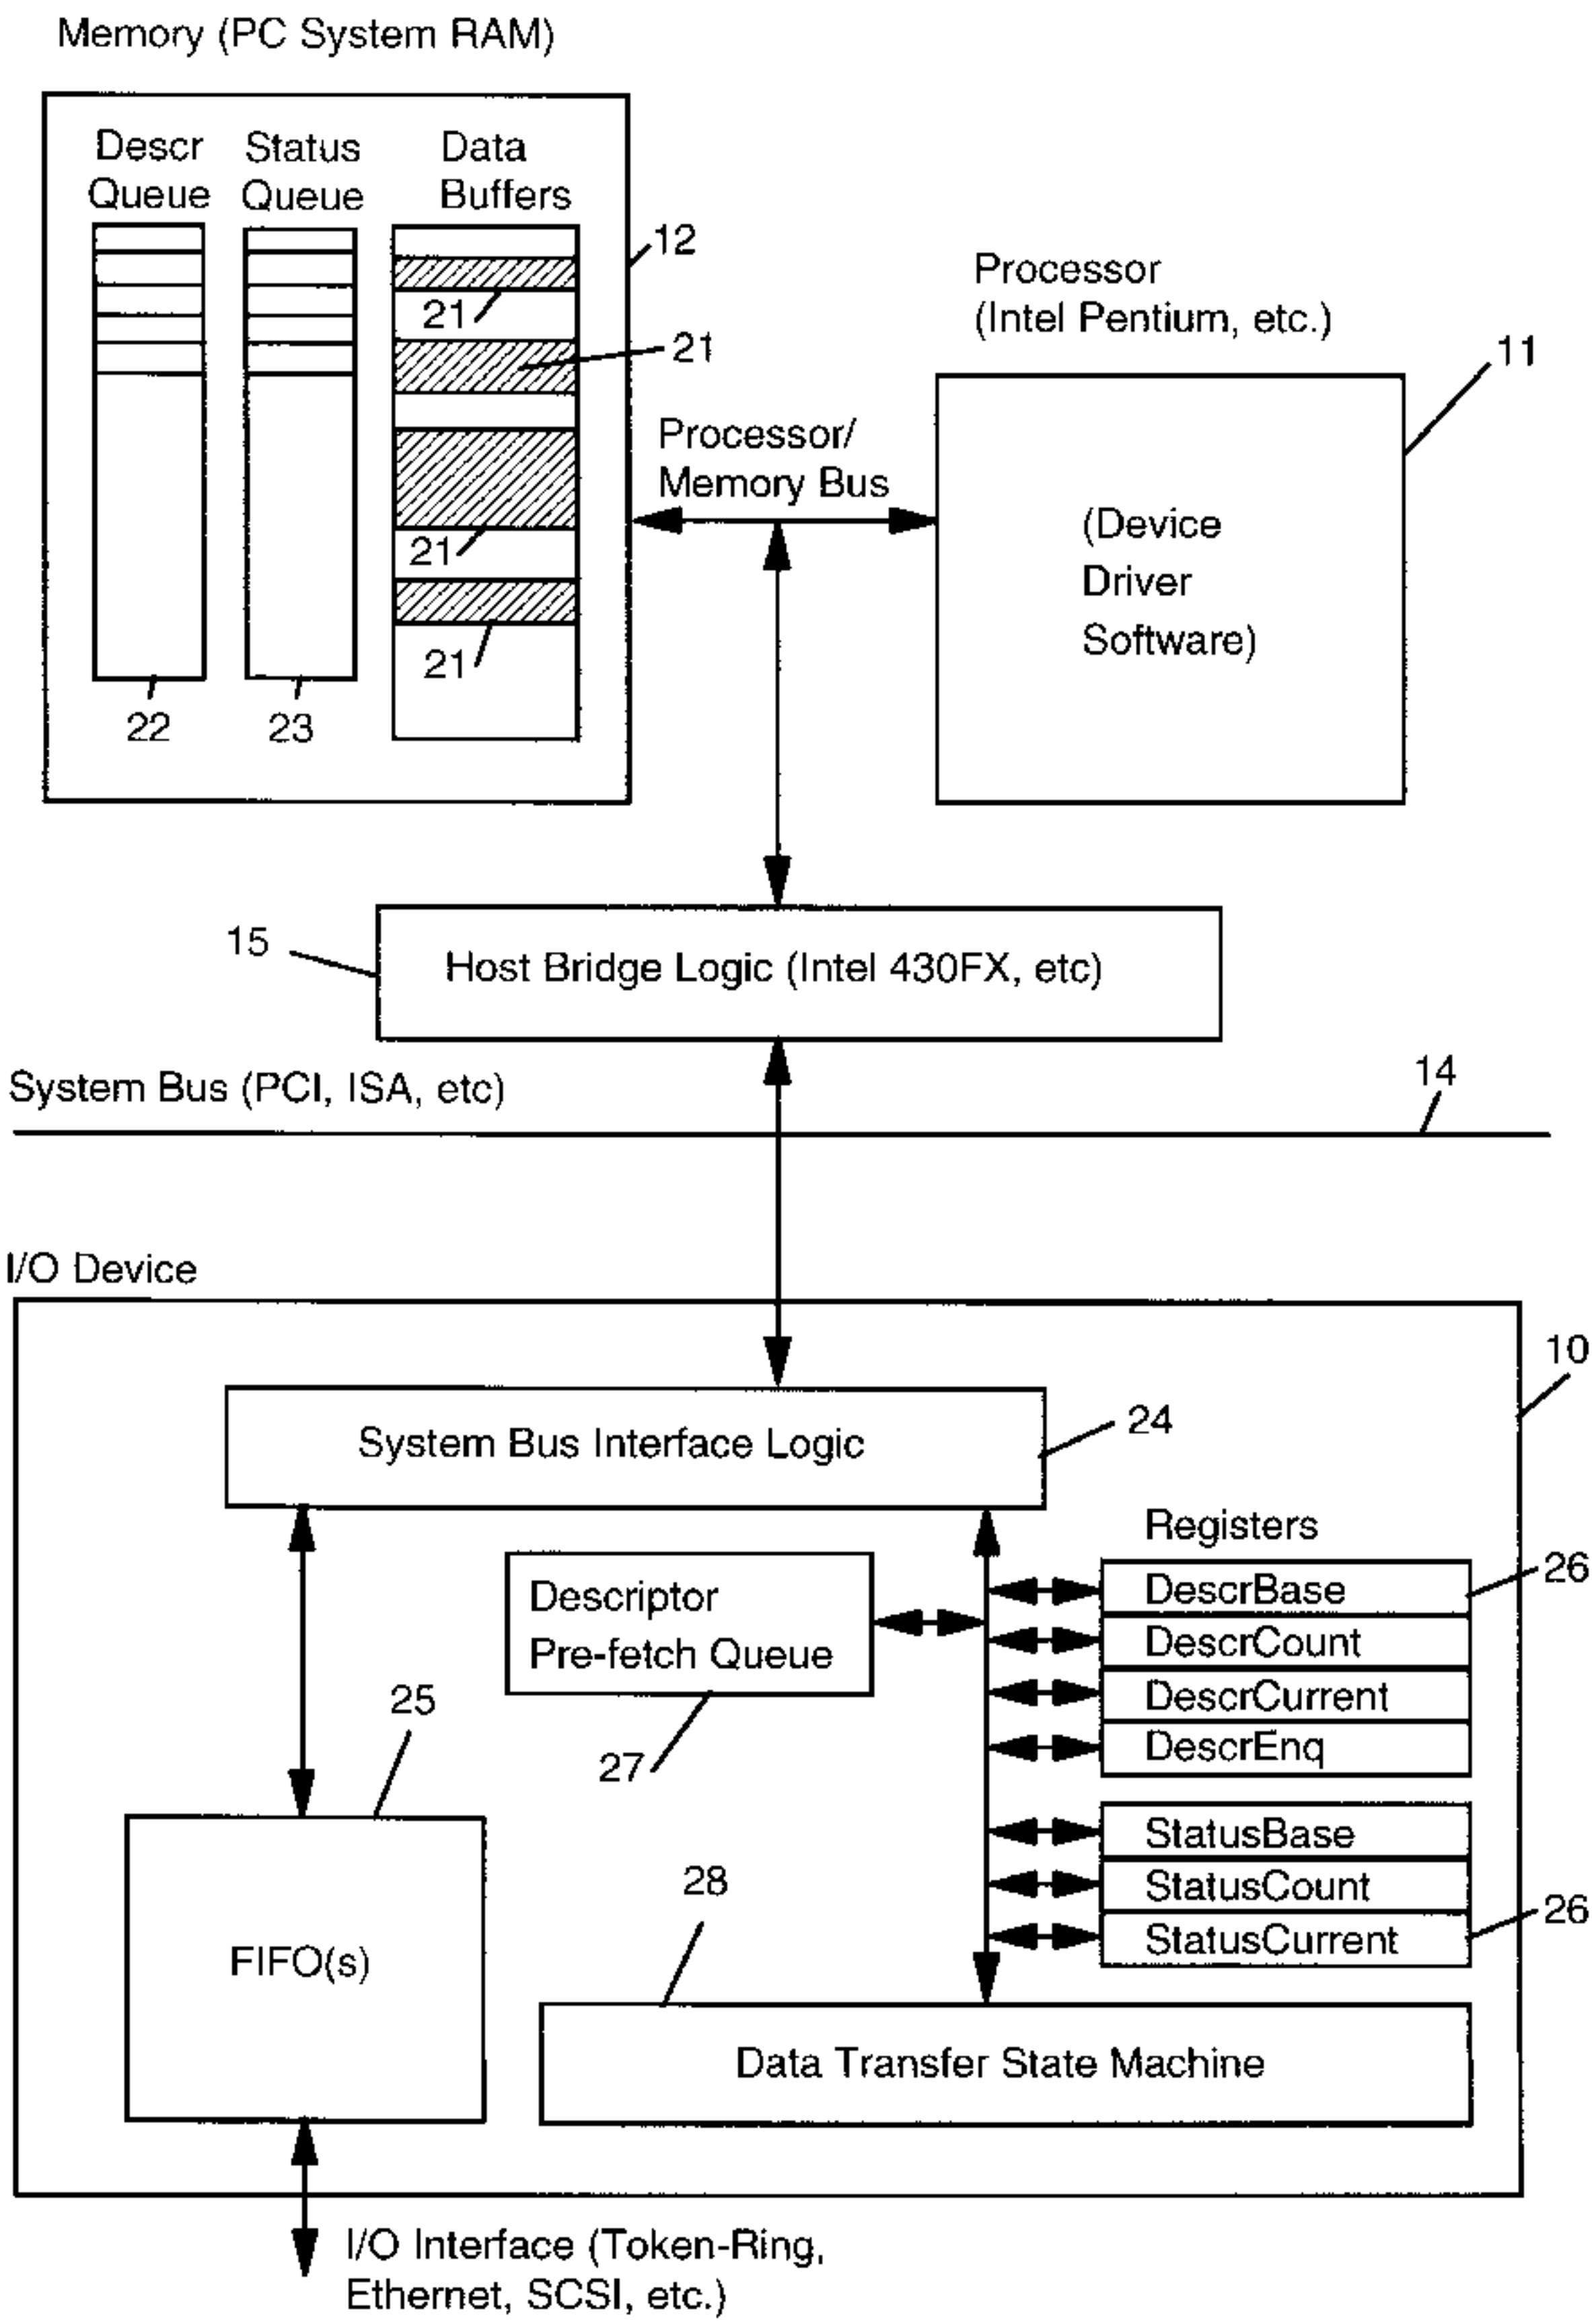 Memory (PC System RAM)
Descr Status Data
Queue Queue Buffers
12
21
21
21
21
22
23
Processor
(Intel Pentium, etc.)
11
Processor/
Memory Bus
(Device
Driver
Software)
15
Host Bridge Logic (Intel 430FX, etc)
System Bus (PCI, ISA, etc)
14
I/O Device
10
System Bus Interface Logic
24
Registers
Descriptor
Pre-fetch Queue
27
DescrBase
26
DescrCount
DescrCurrent
DescrEnq
25
StatusBase
StatusCount
StatusCurrent
26
28
FIFO(s)
Data Transfer State Machine
I/O Interface (Token-Ring,
Ethernet, SCSI, etc.)